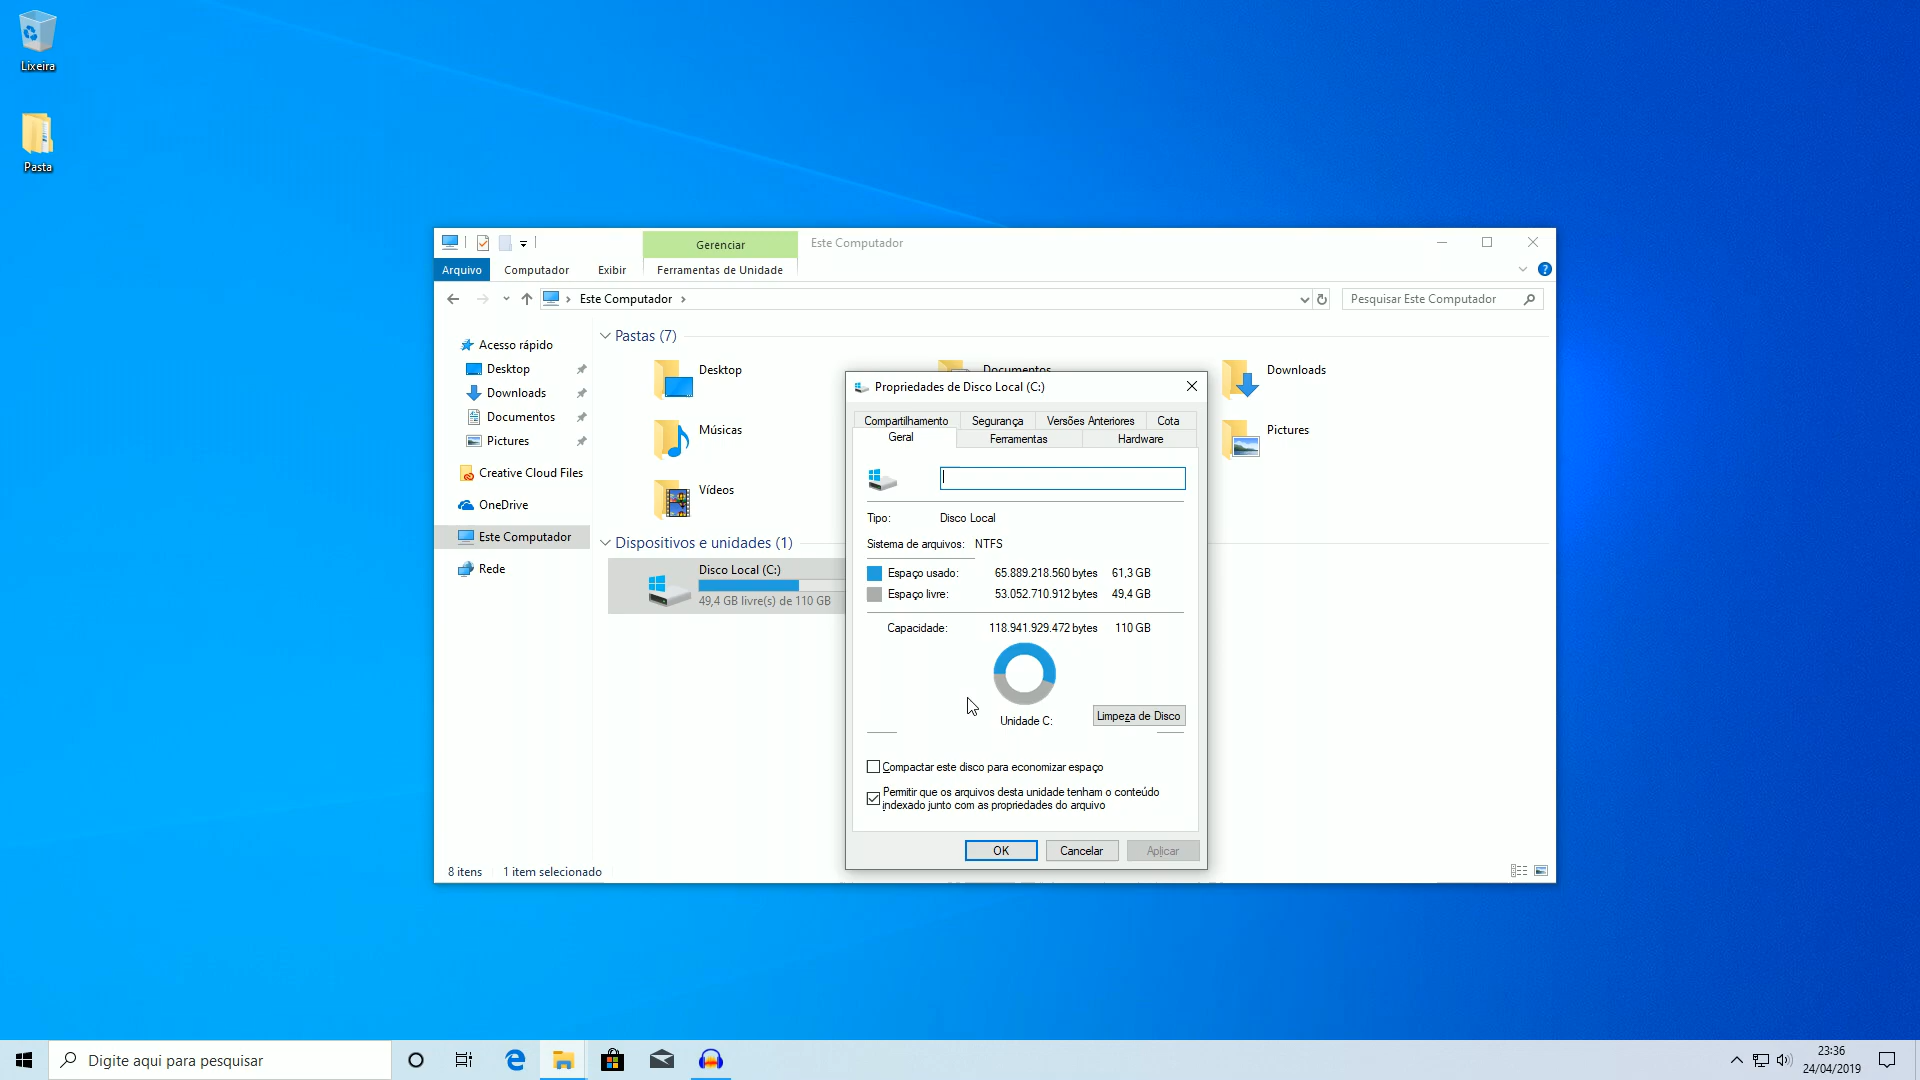 Lixeira
Pasta
Gerenciar
Este Computador
Arquivo
Computador
Exibir
Ferramentas de Unidade
?
Este Computador
Pesquisar Este Computador
Acesso rápido
Desktop
Downloads
Documentos
Pictures
Creative Cloud Files
OneDrive
Este Computador
Rede
Pastas (7)
Desktop
Documentos
Downloads
Músicas
Pictures
Vídeos
Dispositivos e unidades (1)
Disco Local (C:)
49,4 GB livre(s) de 110 GB
8 itens
1 item selecionado
Propriedades de Disco Local (C:)
Compartilhamento
Segurança
Versões Anteriores
Cota
Geral
Ferramentas
Hardware
Tipo: Disco Local
Sistema de arquivos: NTFS
Espaço usado: 65.889.218.560 bytes 61,3 GB
Espaço livre: 53.052.710.912 bytes 49,4 GB
Capacidade: 118.941.929.472 bytes 110 GB
Unidade C:
Limpeza de Disco
Compactar este disco para economizar espaço
Permitir que os arquivos desta unidade tenham o conteúdo
indexado junto com as propriedades do arquivo
OK
Cancelar
Aplicar
Digite aqui para pesquisar
23:36
24/04/2019